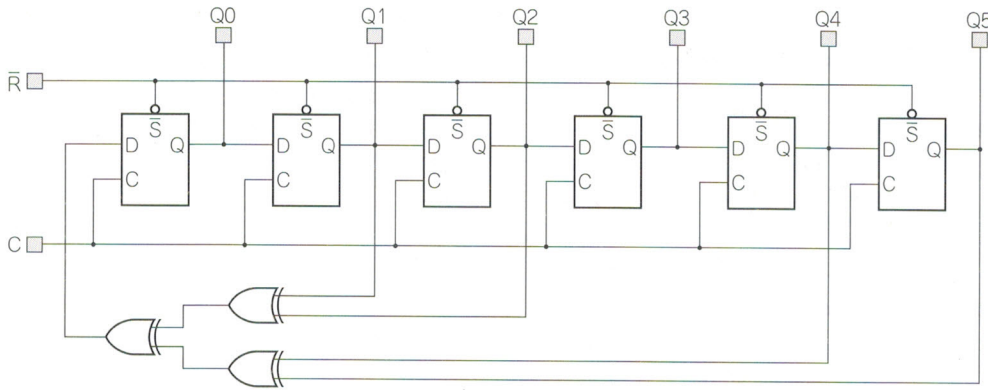 Q0 Q1 Q2 Q3 Q4 Q5
R̅
S̅ S̅ S̅ S̅ S̅ S̅
D Q D Q D Q D Q D Q D Q
C C C C C C
C